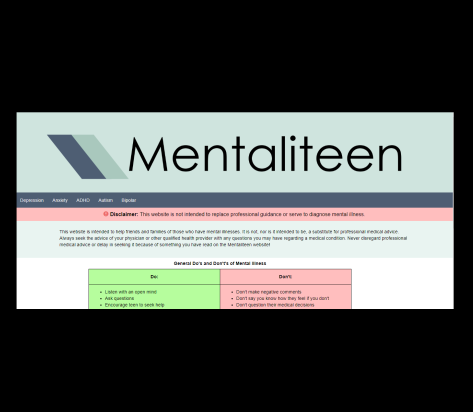 Mentaliteen
Depression Anxiety ADHD Autism Bipolar
Disclaimer: This website is not intended to replace professional guidance or serve to diagnose mental illness.
This website is intended to help friends and families of those who have mental illnesses. It is not, nor is it intended to be, a substitute for professional medical advice.
Always seek the advice of your physician or other qualified health provider with any questions you may have regarding a medical condition. Never disregard professional
medical advice or delay in seeking it because of something you have read on the Mentaliteen website!
General Do's and Don't's of Mental Illness
Do: Don't:
Listen with an open mind Don't make negative comments
Ask questions Don't say you know how they feel if you don't
Encourage teen to seek help Don't question their medical decisions